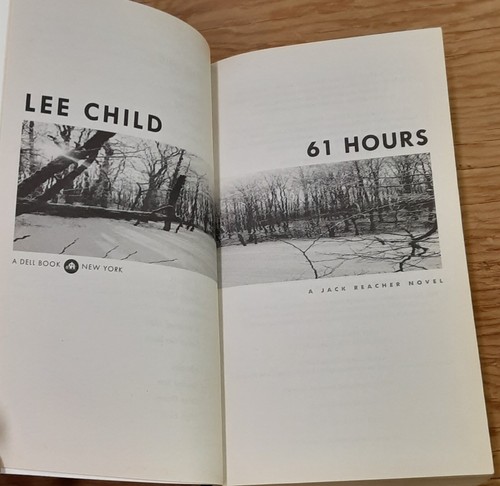 LEE CHILD
A DELL BOOK NEW YORK
61 HOURS
A JACK REACHER NOVEL